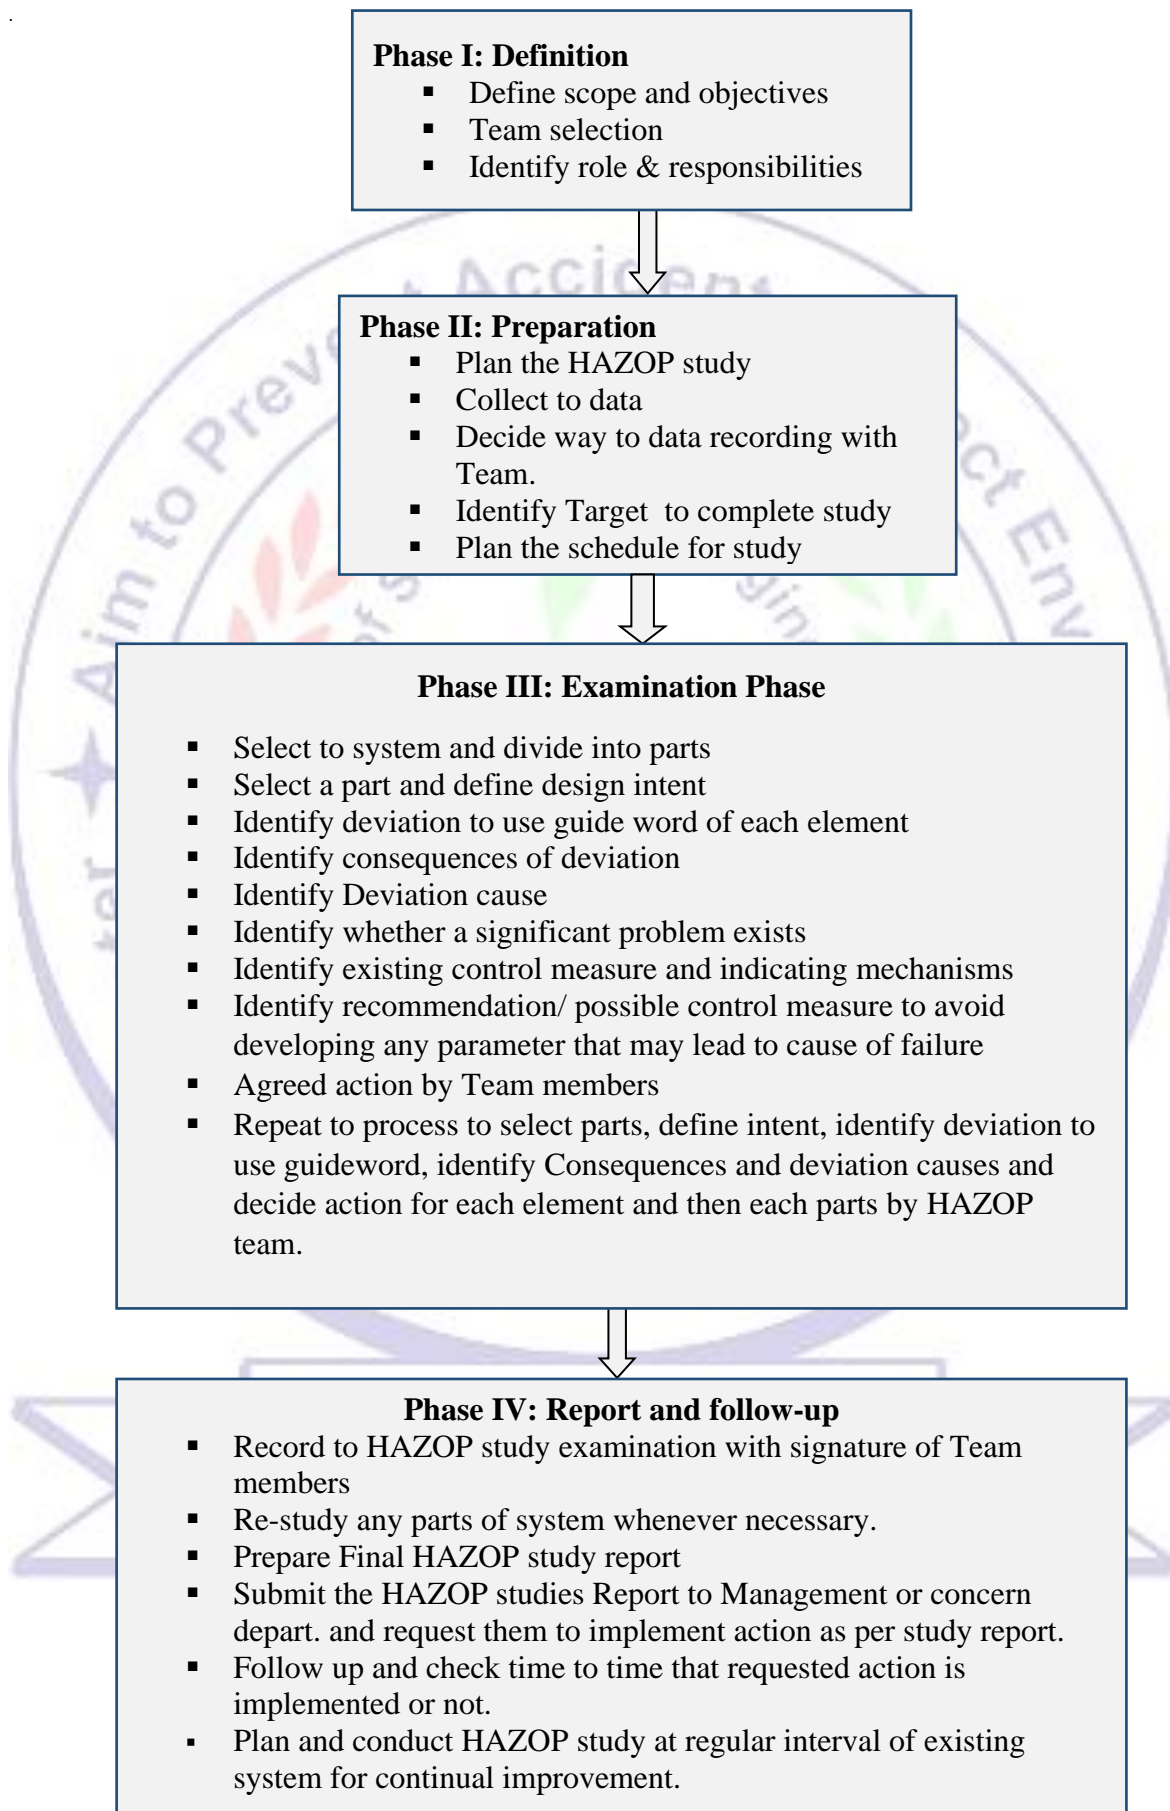 .
Phase I: Definition
▪ Define scope and objectives
▪ Team selection
▪ Identify role & responsibilities
Phase II: Preparation
▪ Plan the HAZOP study
▪ Collect to data
▪ Decide way to data recording with
Team.
▪ Identify Target  to complete study
▪ Plan the schedule for study
Phase III: Examination Phase
▪ Select to system and divide into parts
▪ Select a part and define design intent
▪ Identify deviation to use guide word of each element
▪ Identify consequences of deviation
▪ Identify Deviation cause
▪ Identify whether a significant problem exists
▪ Identify existing control measure and indicating mechanisms
▪ Identify recommendation/ possible control measure to avoid
developing any parameter that may lead to cause of failure
▪ Agreed action by Team members
▪ Repeat to process to select parts, define intent, identify deviation to
use guideword, identify Consequences and deviation causes and
decide action for each element and then each parts by HAZOP
team.
Phase IV: Report and follow-up
▪ Record to HAZOP study examination with signature of Team
members
▪ Re-study any parts of system whenever necessary.
▪ Prepare Final HAZOP study report
▪ Submit the HAZOP studies Report to Management or concern
depart. and request them to implement action as per study report.
▪ Follow up and check time to time that requested action is
implemented or not.
▪ Plan and conduct HAZOP study at regular interval of existing
system for continual improvement.
Aim to